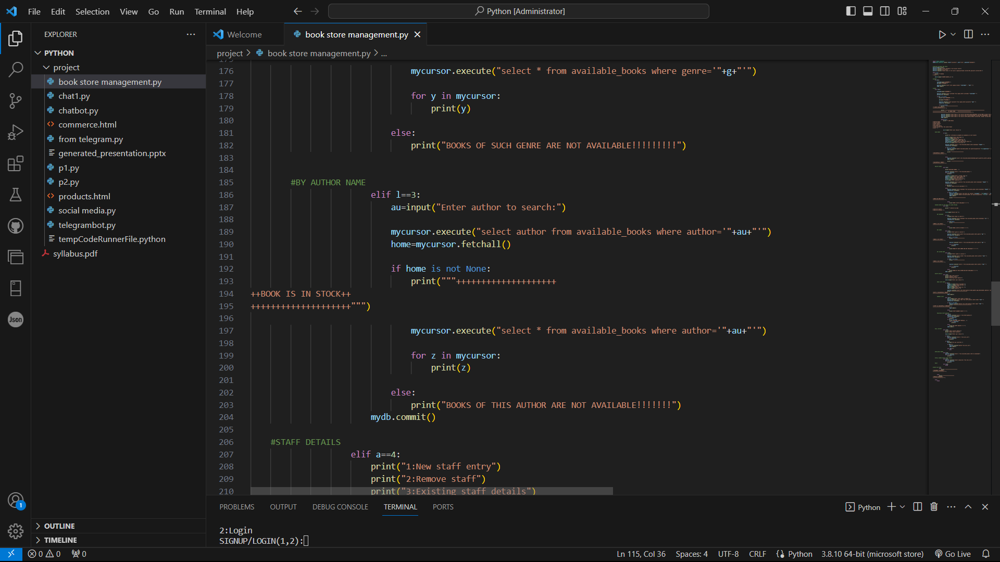 File Edit Selection View Go Run Terminal Help
Python [Administrator]
EXPLORER
PYTHON
project
book store management.py
chat1.py
chatbot.py
commerce.html
from telegram.py
generated_presentation.pptx
p1.py
p2.py
products.html
social media.py
telegrambot.py
tempCodeRunnerFile.python
syllabus.pdf
OUTLINE
TIMELINE
Json
1
Welcome
book store management.py
project > book store management.py > ...
176 mycursor.execute("select * from available_books where genre='"+g+"'")
177
178 for y in mycursor:
179 print(y)
180
181 else:
182 print("BOOKS OF SUCH GENRE ARE NOT AVAILABLE!!!!!!!!!")
183
184
185 #BY AUTHOR NAME
186 elif l==3:
187 au=input("Enter author to search:")
188
189 mycursor.execute("select author from available_books where author='"+au+"'")
190 home=mycursor.fetchall()
191
192 if home is not None:
193 print("""++++++++++++++++++++
194 ++BOOK IS IN STOCK++
195 ++++++++++++++++++++""")
196
197 mycursor.execute("select * from available_books where author='"+au+"'")
198
199 for z in mycursor:
200 print(z)
201
202 else:
203 print("BOOKS OF THIS AUTHOR ARE NOT AVAILABLE!!!!!!!")
204 mydb.commit()
205
206 #STAFF DETAILS
207 elif a==4:
208 print("1:New staff entry")
209 print("2:Remove staff")
210 print("3:Existing staff details")
PROBLEMS OUTPUT DEBUG CONSOLE TERMINAL PORTS
Python
2:Login
SIGNUP/LOGIN(1,2):
0 0 0
Ln 115, Col 36 Spaces: 4 UTF-8 CRLF Python 3.8.10 64-bit (microsoft store) Go Live